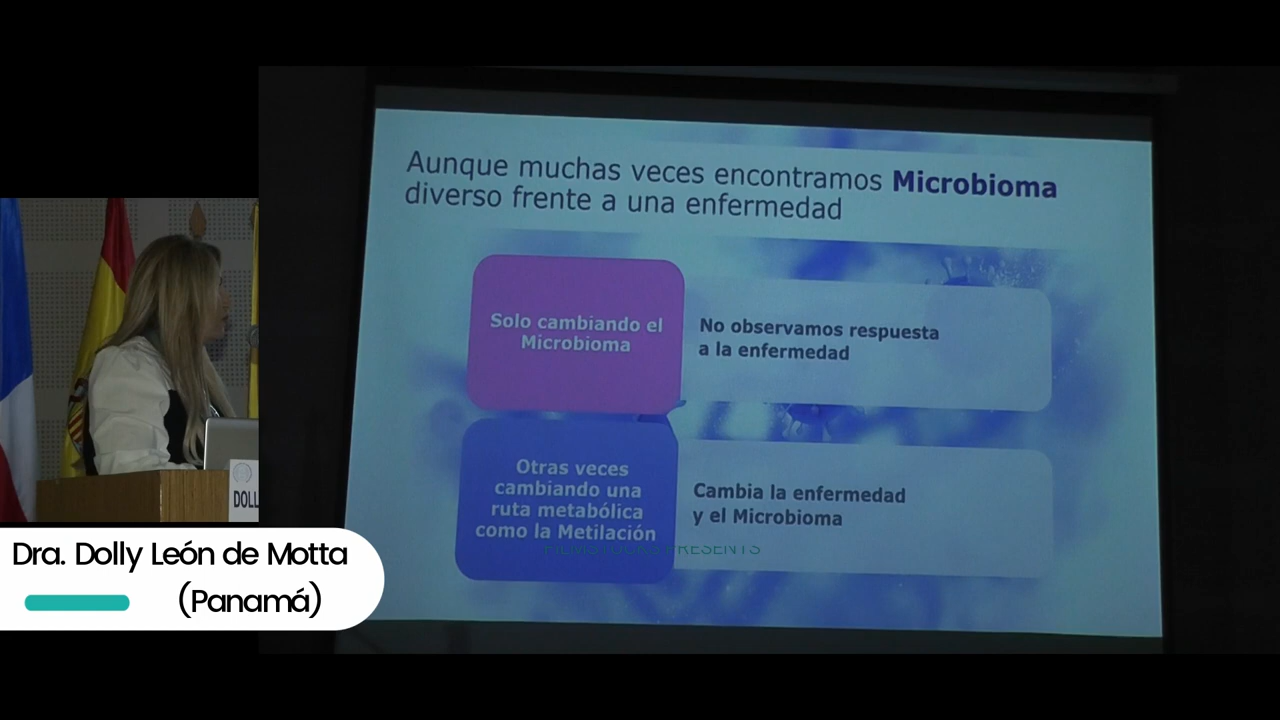 Aunque muchas veces encontramos Microbioma
diverso frente a una enfermedad
Solo cambiando el
Microbioma
No observamos respuesta
a la enfermedad
Otras veces
cambiando una
ruta metabólica
como la Metilación
Cambia la enfermedad
y el Microbioma
DOLL
Dra. Dolly León de Motta
(Panamá)